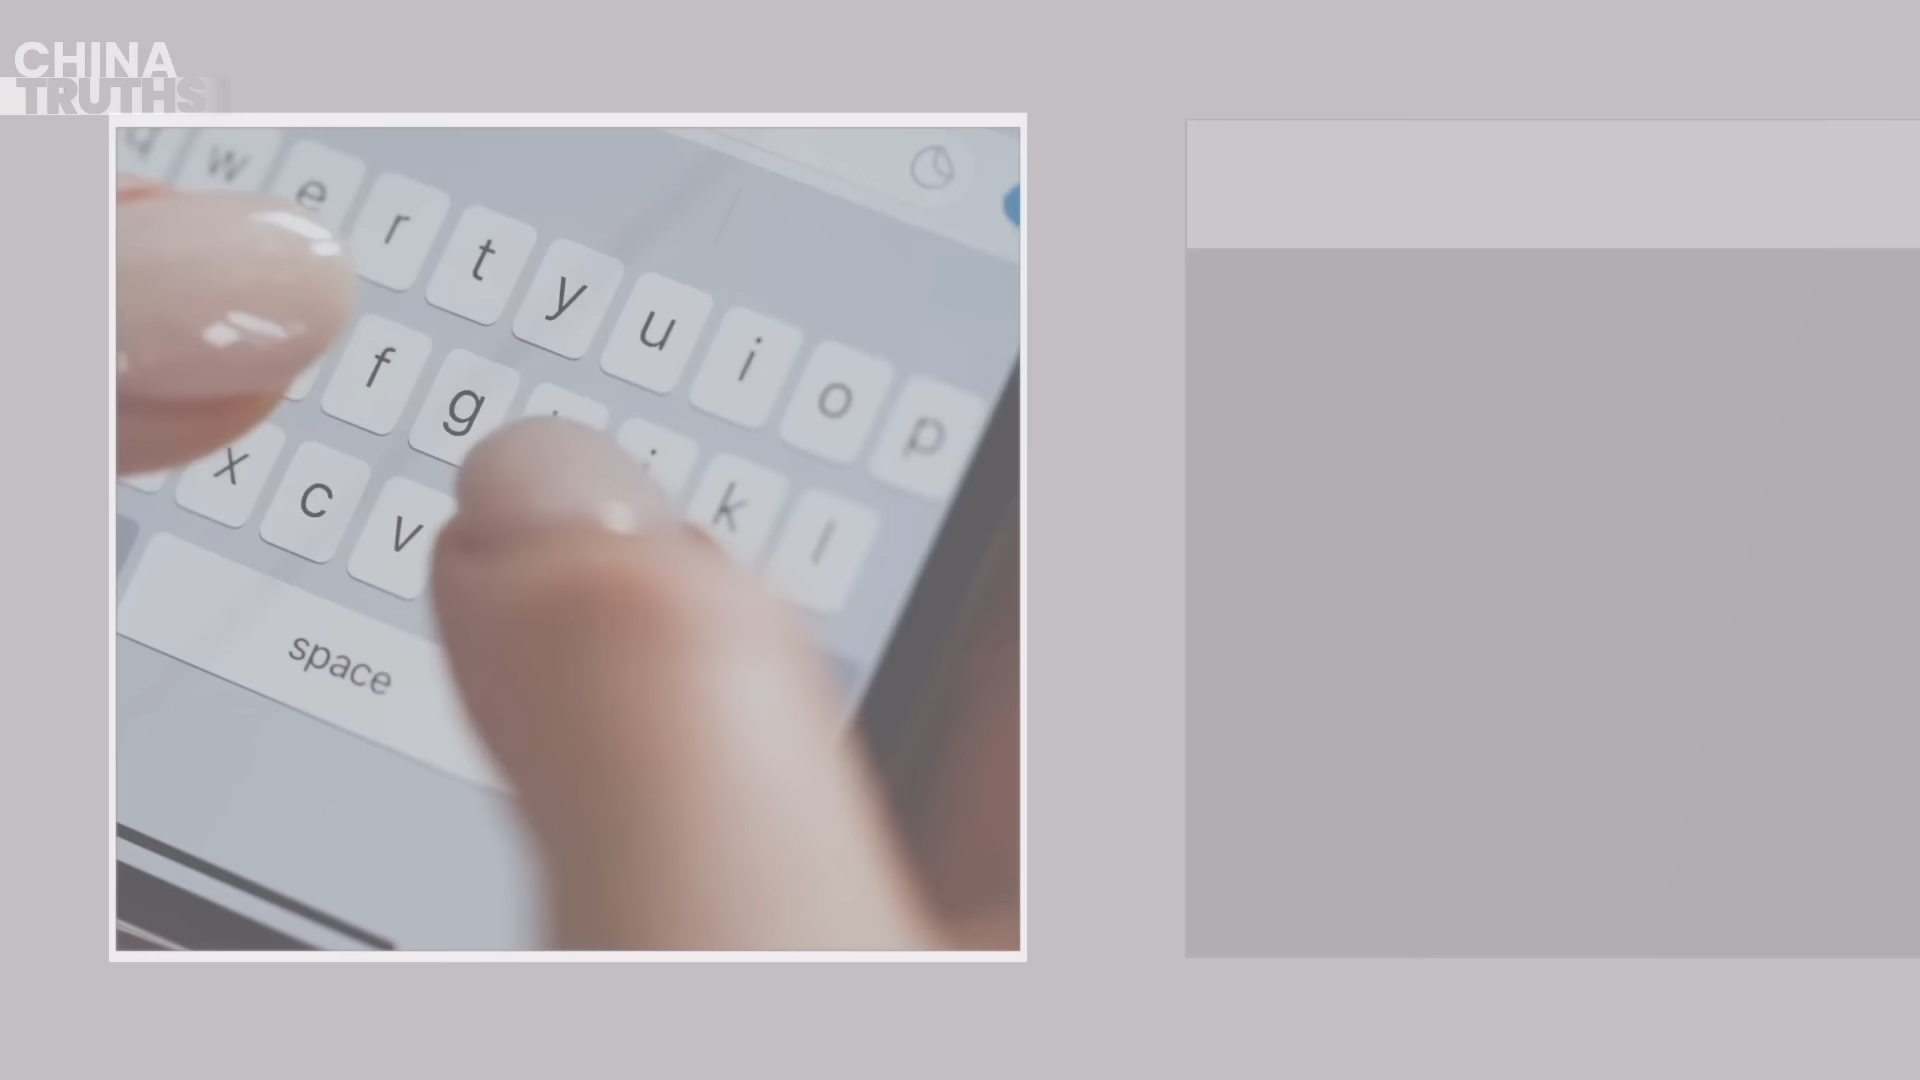 CHINA
TRUTHS
q w e r t y u i o p
f g j k l
x c v
space